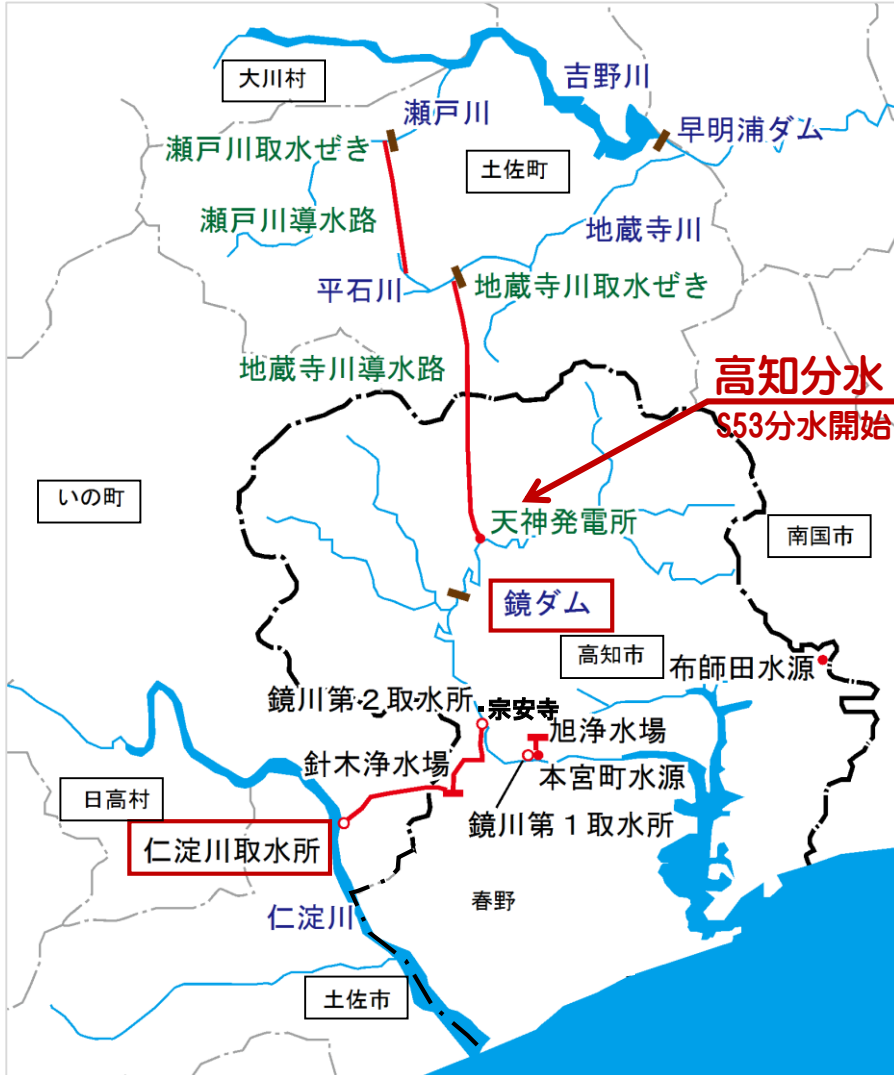 大川村
吉野川
瀬戸川
早明浦ダム
瀬戸川取水ぜき
土佐町
瀬戸川導水路
地蔵寺川
平石川
地蔵寺川取水ぜき
地蔵寺川導水路
高知分水
S53分水開始
いの町
天神発電所
南国市
鏡ダム
高知市
布師田水源
鏡川第2取水所
・宗安寺
旭浄水場
針木浄水場
本宮町水源
日高村
鏡川第1取水所
仁淀川取水所
春野
仁淀川
土佐市